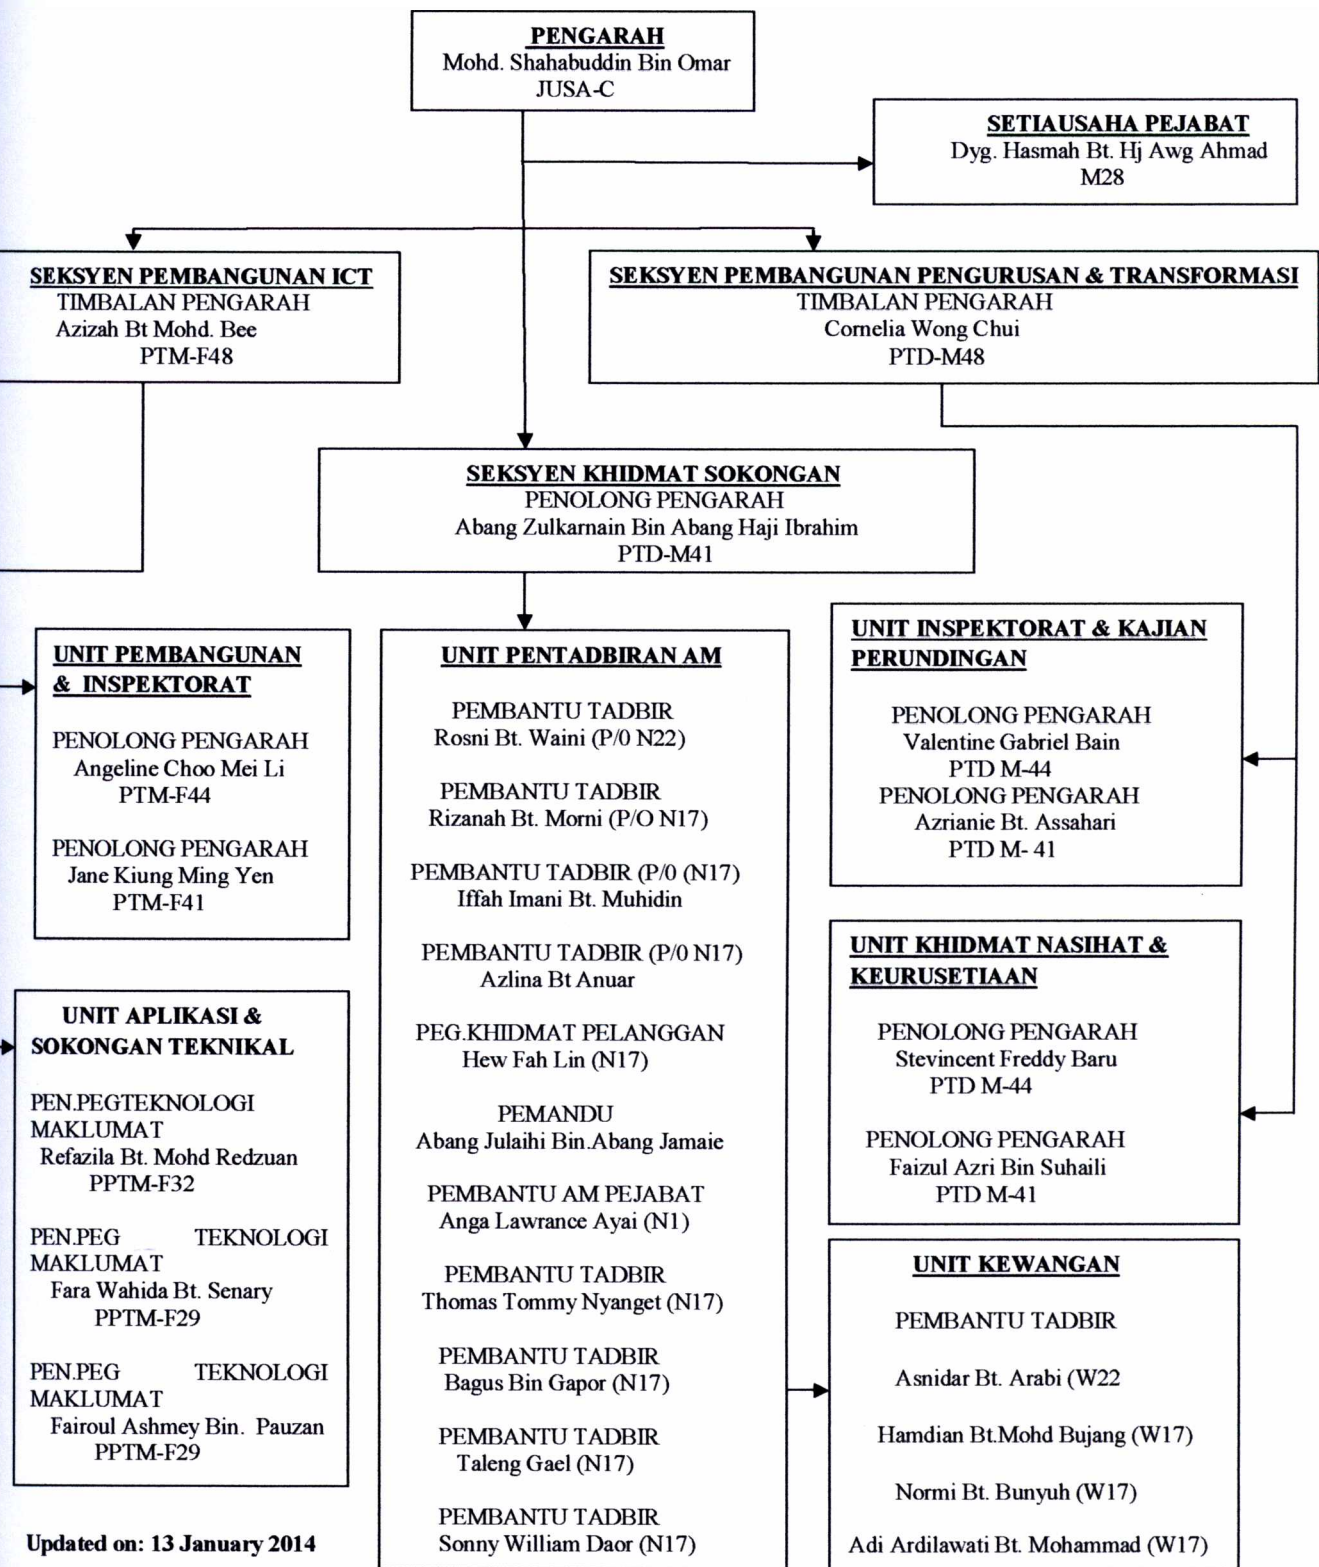 PENGARAH
Mohd. Shahabuddin Bin Omar
JUSA-C
SETIAUSAHA PEJABAT
Dyg. Hasmah Bt. Hj Awg Ahmad
M28
SEKSYEN PEMBANGUNAN ICT
TIMBALAN PENGARAH
Azizah Bt Mohd. Bee
PTM-F48
SEKSYEN PEMBANGUNAN PENGURUSAN & TRANSFORMASI
TIMBALAN PENGARAH
Cornelia Wong Chui
PTD-M48
SEKSYEN KHIDMAT SOKONGAN
PENOLONG PENGARAH
Abang Zulkarnain Bin Abang Haji Ibrahim
PTD-M41
UNIT PEMBANGUNAN
& INSPEKTORAT
PENOLONG PENGARAH
Angeline Choo Mei Li
PTM-F44
PENOLONG PENGARAH
Jane Kiung Ming Yen
PTM-F41
UNIT APLIKASI &
SOKONGAN TEKNIKAL
PEN.PEGTEKNOLOGI
MAKLUMAT
Refazila Bt. Mohd Redzuan
PPTM-F32
PEN.PEG TEKNOLOGI
MAKLUMAT
Fara Wahida Bt. Senary
PPTM-F29
PEN.PEG TEKNOLOGI
MAKLUMAT
Fairoul Ashmey Bin. Pauzan
PPTM-F29
Updated on: 13 January 2014
UNIT PENTADBIRAN AM
PEMBANTU TADBIR
Rosni Bt. Waini (P/0 N22)
PEMBANTU TADBIR
Rizanah Bt. Morni (P/O N17)
PEMBANTU TADBIR (P/0 (N17)
Iffah Imani Bt. Muhidin
PEMBANTU TADBIR (P/0 N17)
Azlina Bt Anuar
PEG.KHIDMAT PELANGGAN
Hew Fah Lin (N17)
PEMANDU
Abang Julaihi Bin.Abang Jamaie
PEMBANTU AM PEJABAT
Anga Lawrance Ayai (N1)
PEMBANTU TADBIR
Thomas Tommy Nyanget (N17)
PEMBANTU TADBIR
Bagus Bin Gapor (N17)
PEMBANTU TADBIR
Taleng Gael (N17)
PEMBANTU TADBIR
Sonny William Daor (N17)
UNIT INSPEKTORAT & KAJIAN
PERUNDINGAN
PENOLONG PENGARAH
Valentine Gabriel Bain
PTD M-44
PENOLONG PENGARAH
Azrianie Bt. Assahari
PTD M- 41
UNIT KHIDMAT NASIHAT &
KEURUSETIAAN
PENOLONG PENGARAH
Stevincent Freddy Baru
PTD M-44
PENOLONG PENGARAH
Faizul Azri Bin Suhaili
PTD M-41
UNIT KEWANGAN
PEMBANTU TADBIR
Asnidar Bt. Arabi (W22
Hamdian Bt.Mohd Bujang (W17)
Normi Bt. Bunyuh (W17)
Adi Ardilawati Bt. Mohammad (W17)